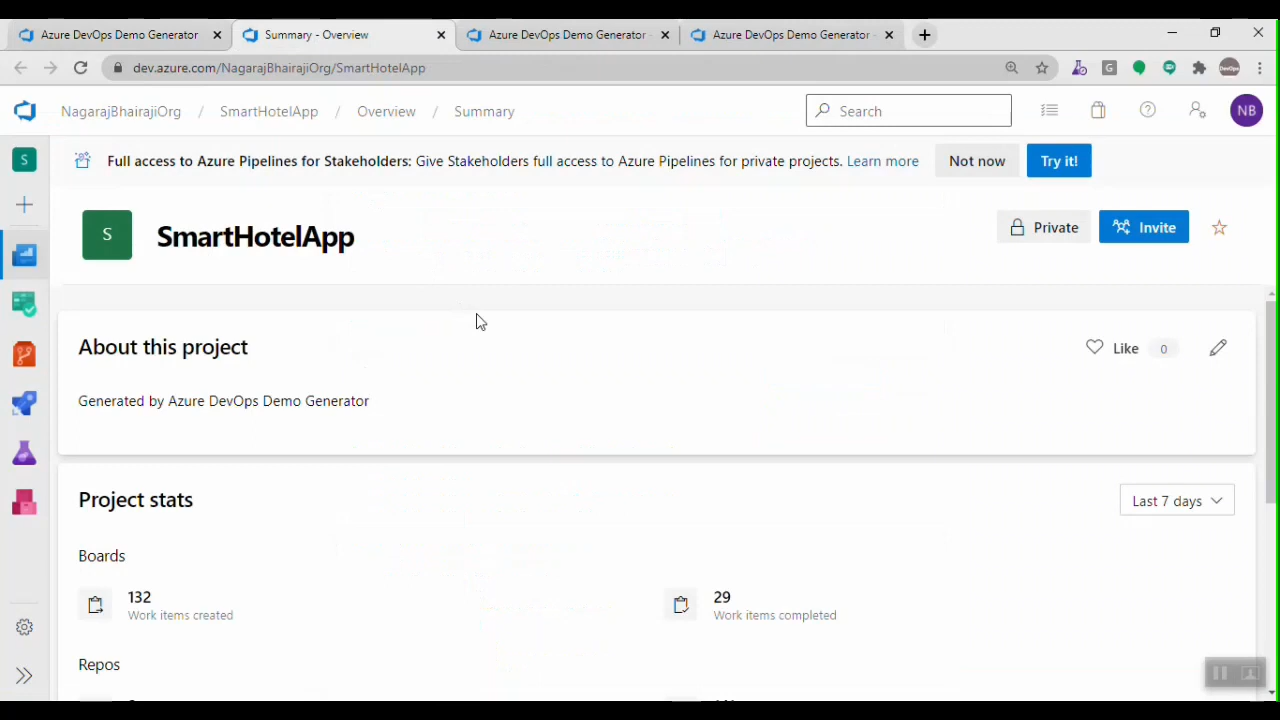 Azure DevOps Demo Generator
Summary - Overview
Azure DevOps Demo Generator
Azure DevOps Demo Generator
dev.azure.com/NagarajBhairajiOrg/SmartHotelApp
G
DevOps
NagarajBhairajiOrg / SmartHotelApp / Overview / Summary
Search
NB
S
Full access to Azure Pipelines for Stakeholders: Give Stakeholders full access to Azure Pipelines for private projects. Learn more
Not now
Try it!
S
SmartHotelApp
Private
Invite
About this project
Like 0
Generated by Azure DevOps Demo Generator
Project stats
Last 7 days
Boards
132
Work items created
29
Work items completed
Repos